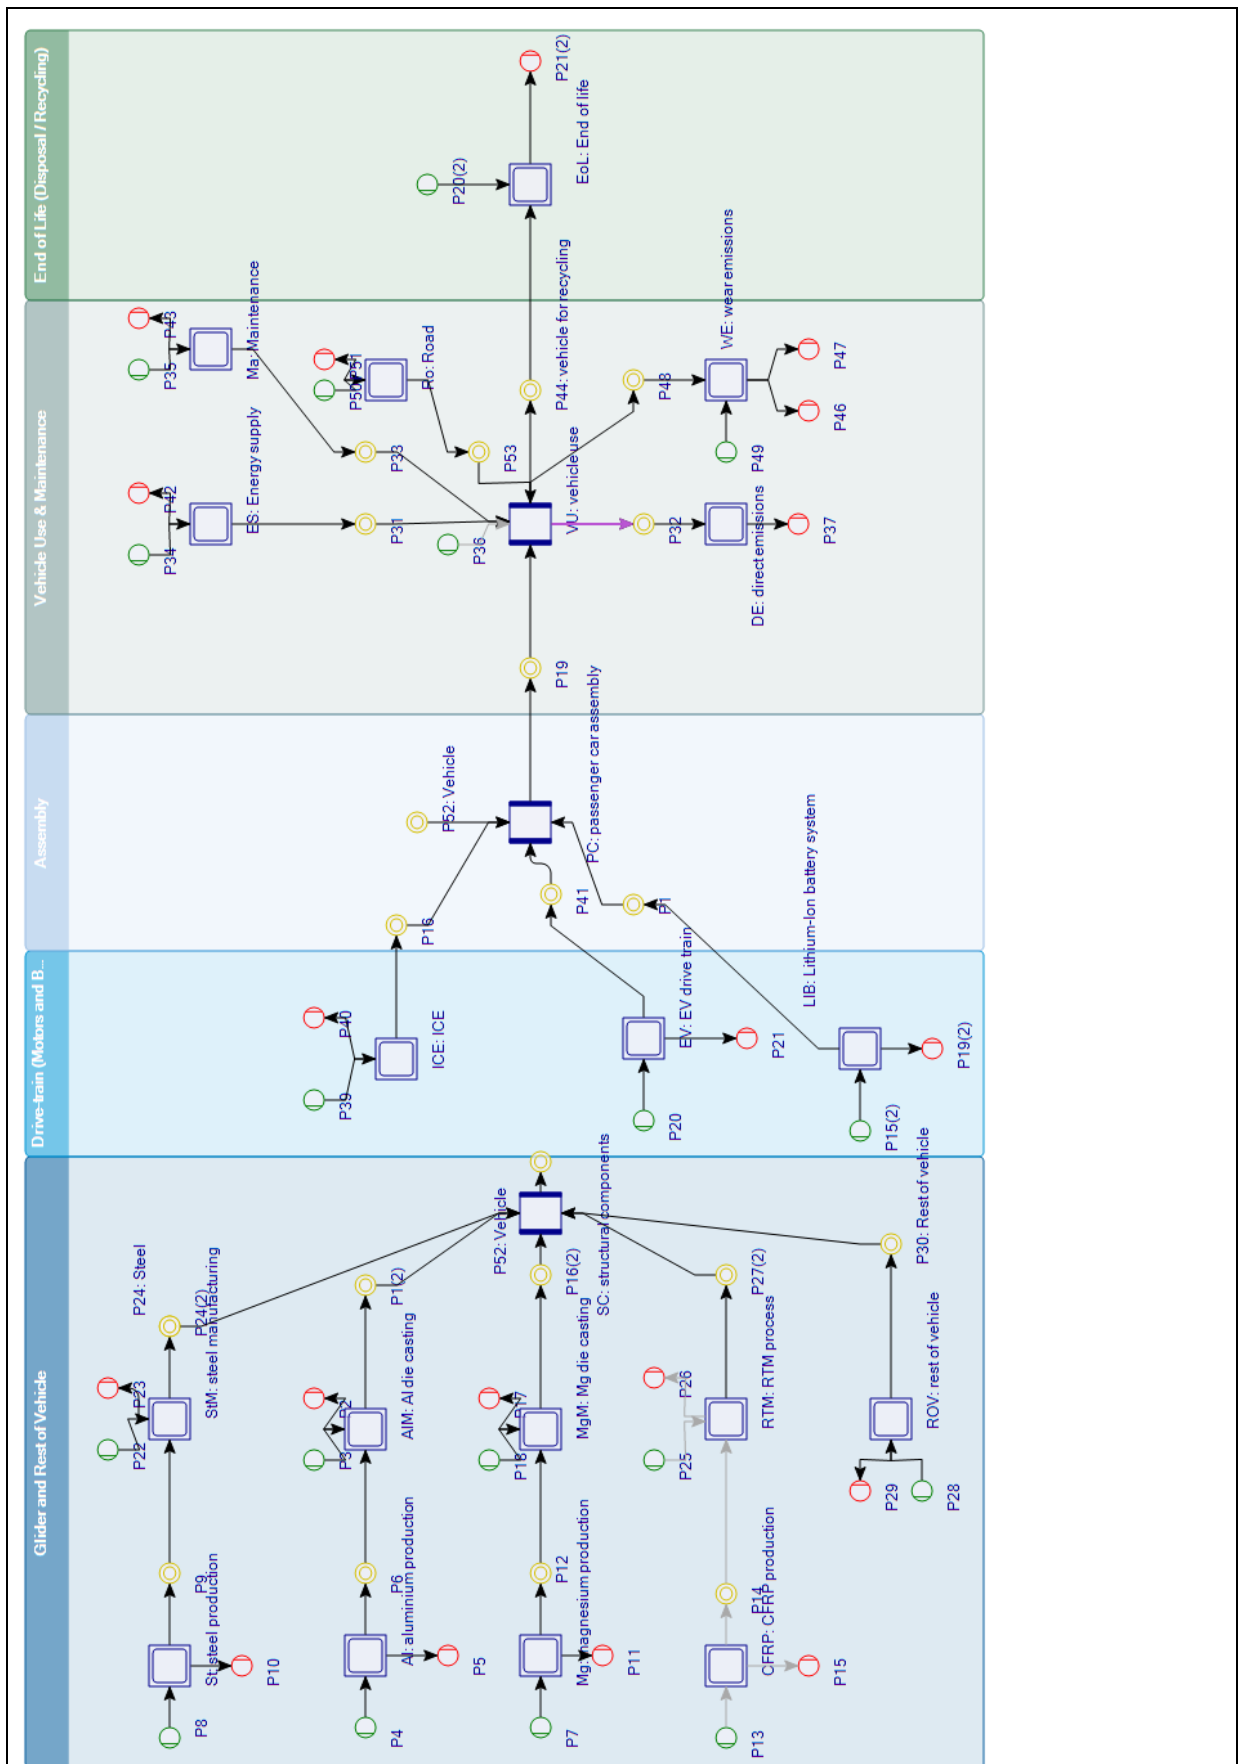 Glider and Rest of Vehicle
Drive-train (Motors and B...
Assembly
Vehicle Use & Maintenance
End of Life (Disposal / Recycling)
P8
St: steel production
P10
P9
P22
P23
StM: steel manufacturing
P24: Steel
P24(2)
P4
Al: aluminium production
P5
P6
P3
P2
AlM: Al die casting
P1(2)
P7
Mg: magnesium production
P11
P12
P18
P17
MgM: Mg die casting
P16(2)
P52: Vehicle
SC: structural components
P13
CFRP: CFRP production
P15
P14
P25
P26
RTM: RTM process
P27(2)
P29
P28
ROV: rest of vehicle
P30: Rest of vehicle
P39
P40
ICE: ICE
P20
EV: EV drive train
P21
P15(2)
LIB: Lithium-Ion battery system
P19(2)
P16
P52: Vehicle
P41
P1
PC: passenger car assembly
P19
P34
P42
ES: Energy supply
P35
P43
Ma: Maintenance
P31
P33
P50
P51
Ro: Road
P53
P36
VU: vehicle use
P44: vehicle for recycling
P32
DE: direct emissions
P37
P48
P49
WE: wear emissions
P46
P47
P20(2)
EoL: End of life
P21(2)